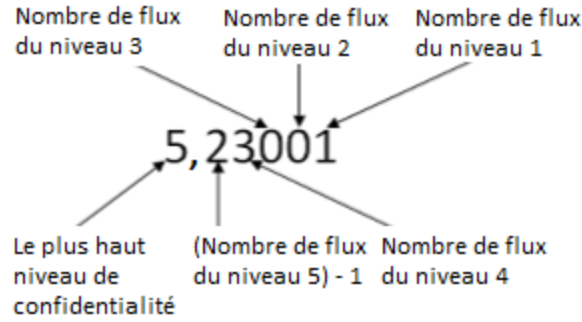 Nombre de flux
du niveau 3
Nombre de flux
du niveau 2
Nombre de flux
du niveau 1
5,23001
Le plus haut
niveau de
confidentialité
(Nombre de flux
du niveau 5) - 1
Nombre de flux
du niveau 4